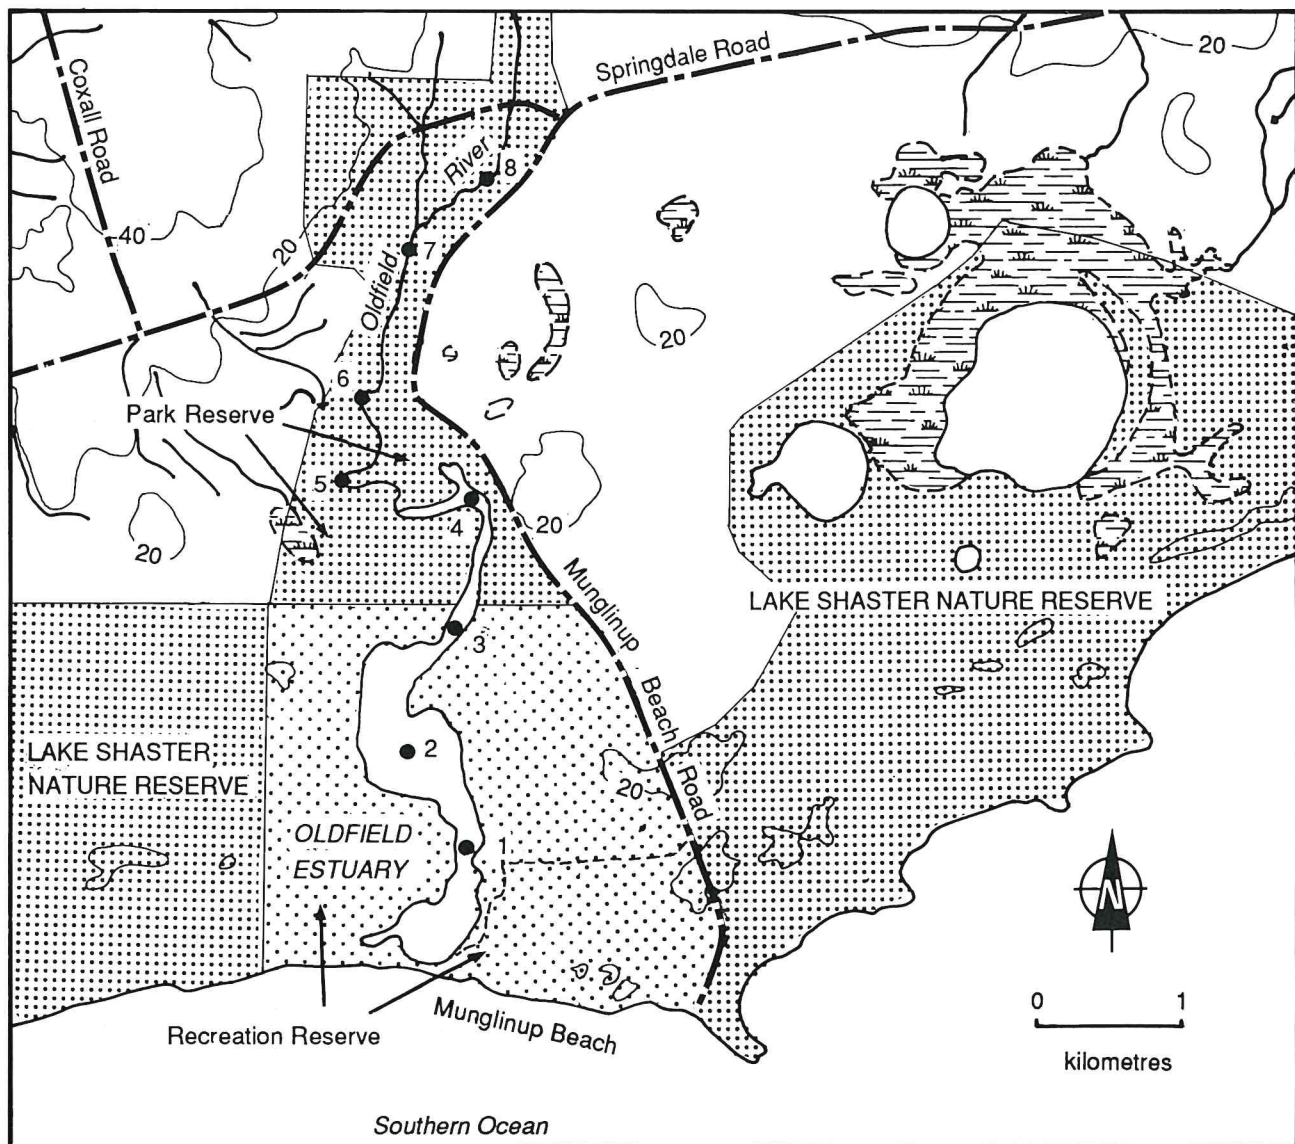 Coxall Road
Springdale Road
20
River
8
40
20
7
Oldfield
20
6
Park Reserve
5
4
20
20
Munglinup
Beach
Road
LAKE SHASTER NATURE RESERVE
3
LAKE SHASTER
NATURE RESERVE
2
20
OLDFIELD
ESTUARY
1
N
0 1
kilometres
Recreation Reserve
Munglinup Beach
Southern Ocean